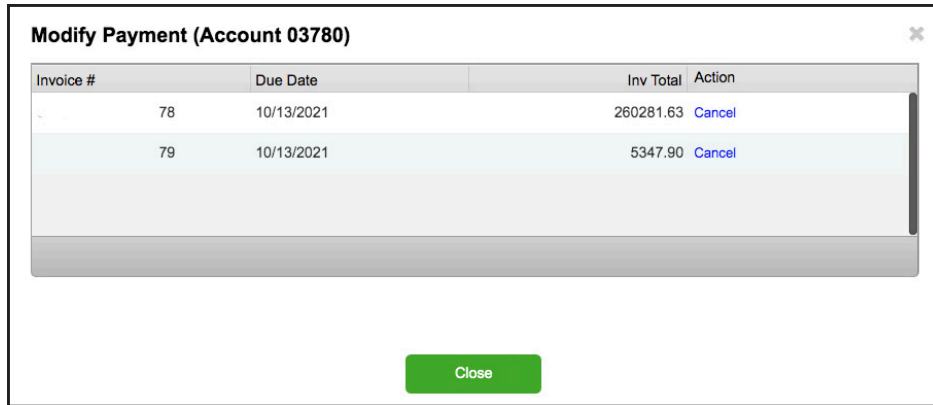 Modify Payment (Account 03780)
Invoice # Due Date Inv Total Action
78 10/13/2021 260281.63 Cancel
79 10/13/2021 5347.90 Cancel
Close